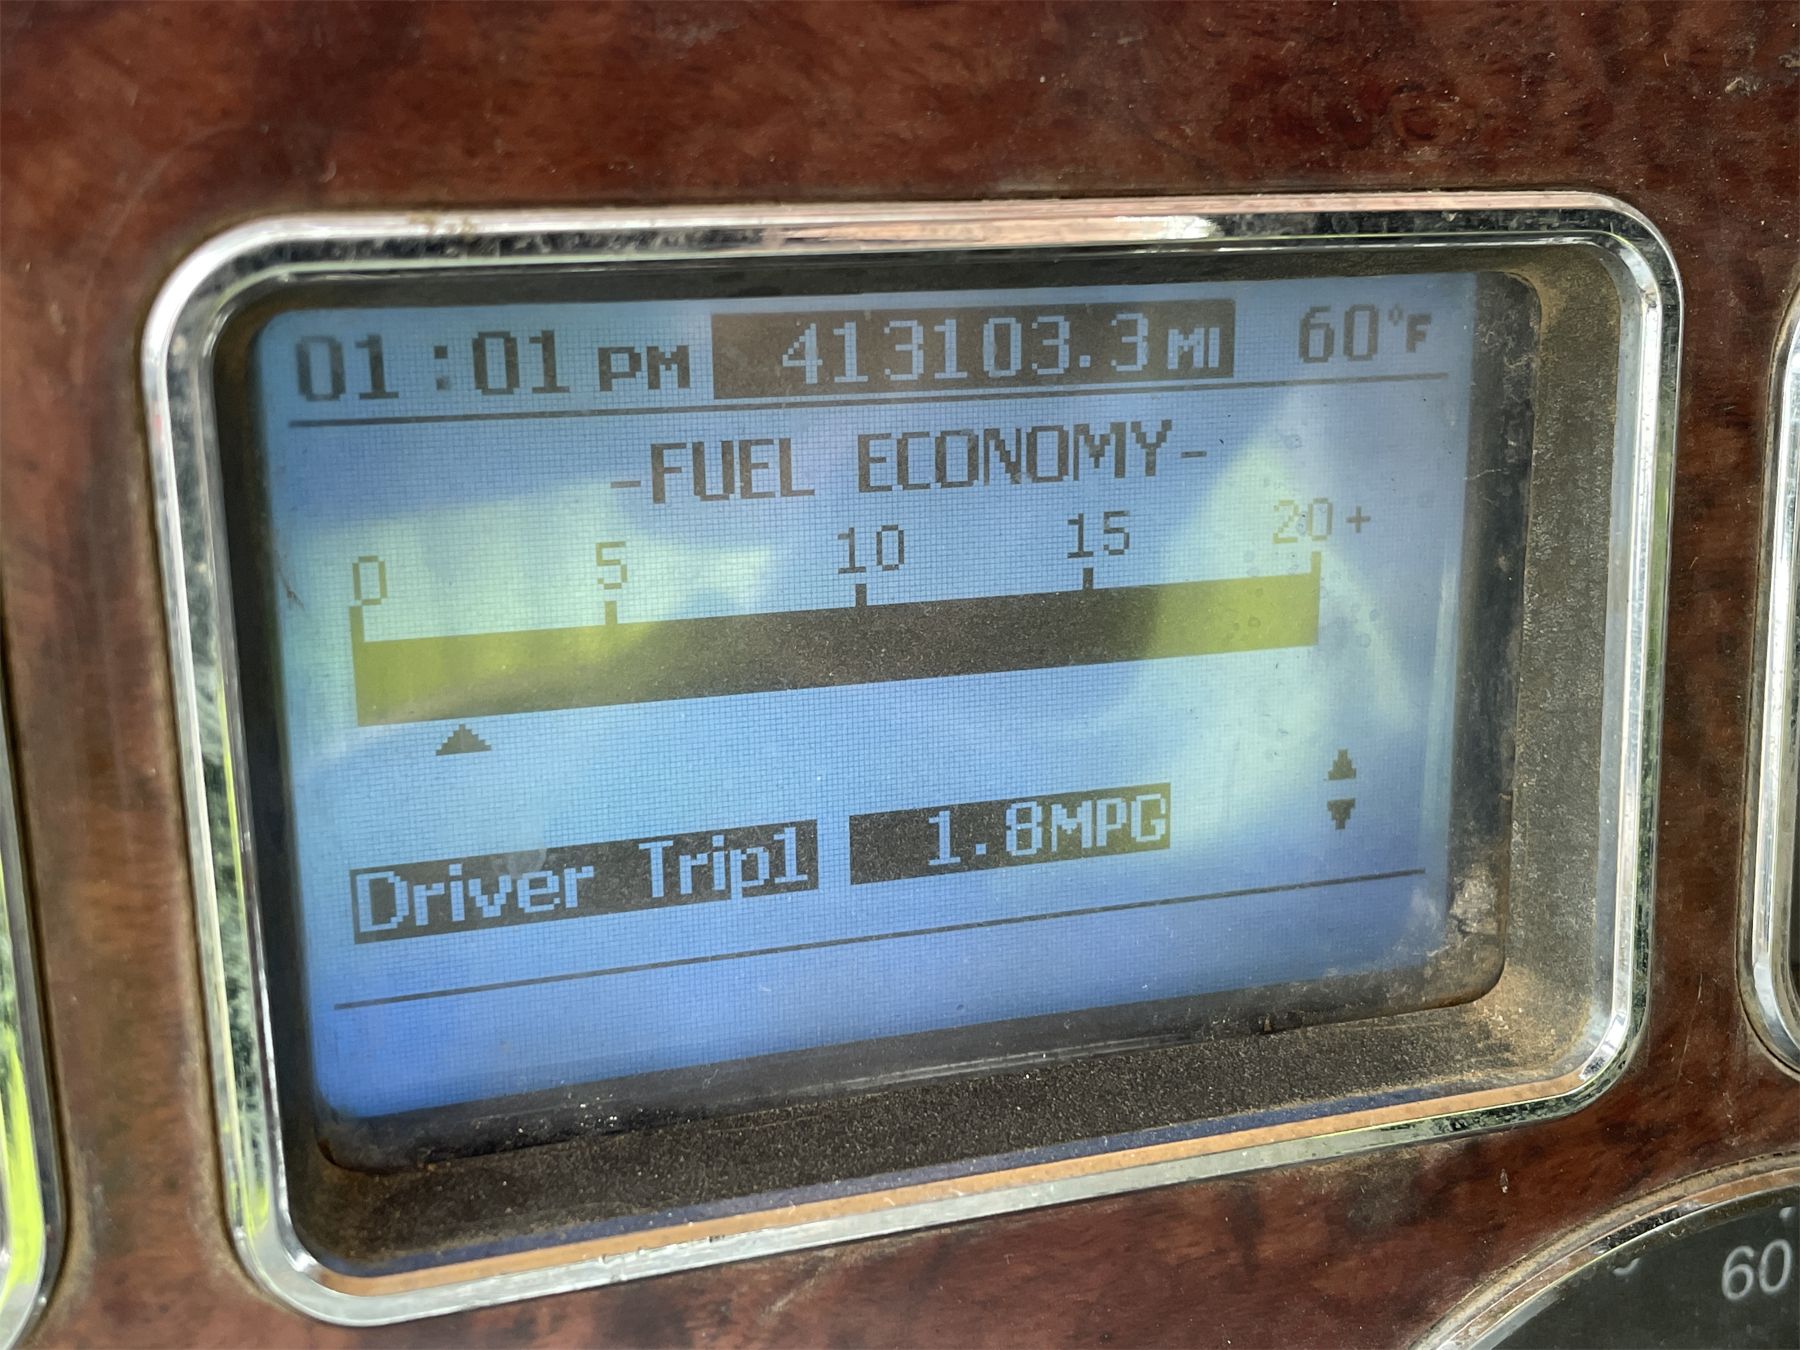 01:01 PM 413103.3 MI 60°F
-FUEL ECONOMY-
0 5 10 15 20+
Driver Trip1 1.8MPG
60